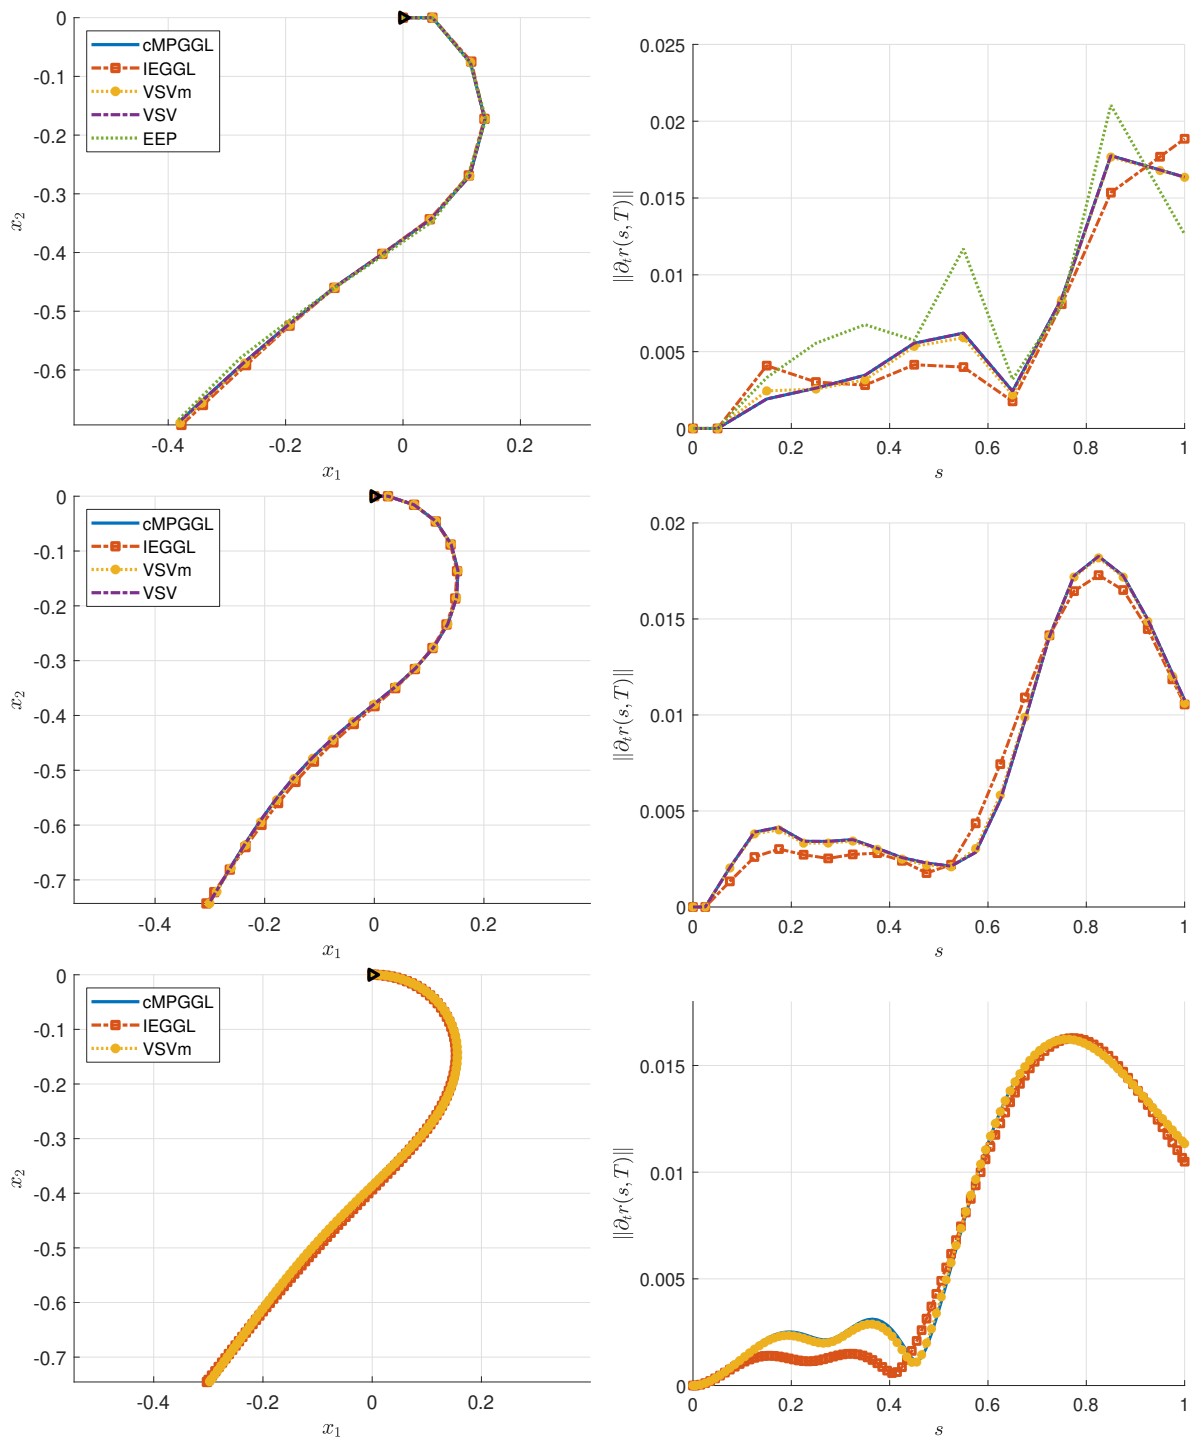 0
-0.1
-0.2
-0.3
-0.4
-0.5
-0.6
x₂
cMPGGL
IEGGL
VSVm
VSV
EEP
-0.4 -0.2 0 0.2
x₁
0.025
0.02
0.015
0.01
0.005
0
‖∂ₜr(s, T)‖
0 0.2 0.4 0.6 0.8 1
s
0
-0.1
-0.2
-0.3
-0.4
-0.5
-0.6
-0.7
x₂
cMPGGL
IEGGL
VSVm
VSV
-0.4 -0.2 0 0.2
x₁
0.02
0.015
0.01
0.005
0
‖∂ₜr(s, T)‖
0 0.2 0.4 0.6 0.8 1
s
0
-0.1
-0.2
-0.3
-0.4
-0.5
-0.6
-0.7
x₂
cMPGGL
IEGGL
VSVm
-0.4 -0.2 0 0.2
x₁
0.015
0.01
0.005
0
‖∂ₜr(s, T)‖
0 0.2 0.4 0.6 0.8 1
s